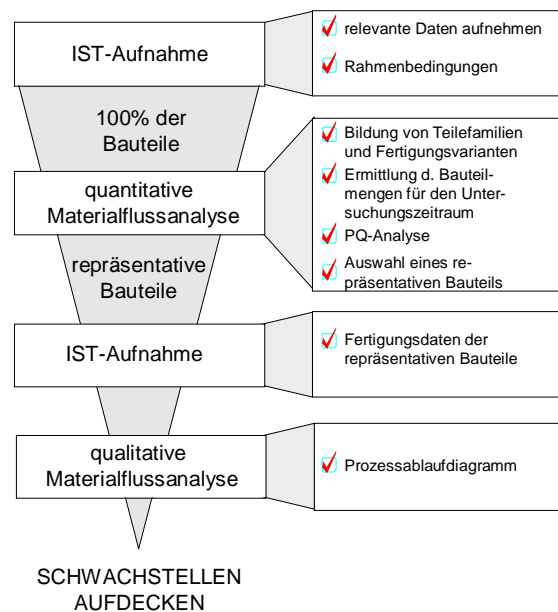 IST-Aufnahme
relevante Daten aufnehmen
Rahmenbedingungen
100% der
Bauteile
quantitative
Materialflussanalyse
Bildung von Teilefamilien
und Fertigungsvarianten
Ermittlung d. Bauteil-
mengen für den Unter-
suchungszeitraum
PQ-Analyse
Auswahl eines re-
präsentativen Bauteils
repräsentative
Bauteile
IST-Aufnahme
Fertigungsdaten der
repräsentativen Bauteile
qualitative
Materialflussanalyse
Prozessablaufdiagramm
SCHWACHSTELLEN
AUFDECKEN